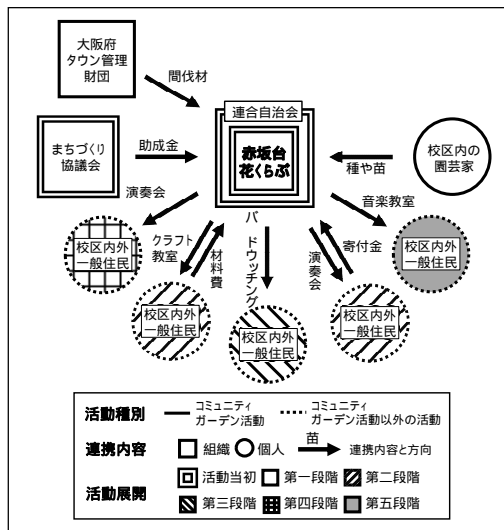 大阪府
タウン管理
財団
間伐材
連合自治会
まちづくり
協議会
助成金
赤坂台
花くらぶ
種や苗
校区内の
園芸家
演奏会
クラフト
教室
材料費
バードウッチング
演奏会
寄付金
音楽教室
校区内外
一般住民
校区内外
一般住民
校区内外
一般住民
校区内外
一般住民
校区内外
一般住民
活動種別
コミュニティ
ガーデン活動
コミュニティ
ガーデン活動以外の活動
連携内容
組織
個人
苗
連携内容と方向
活動展開
活動当初
第一段階
第二段階
第三段階
第四段階
第五段階